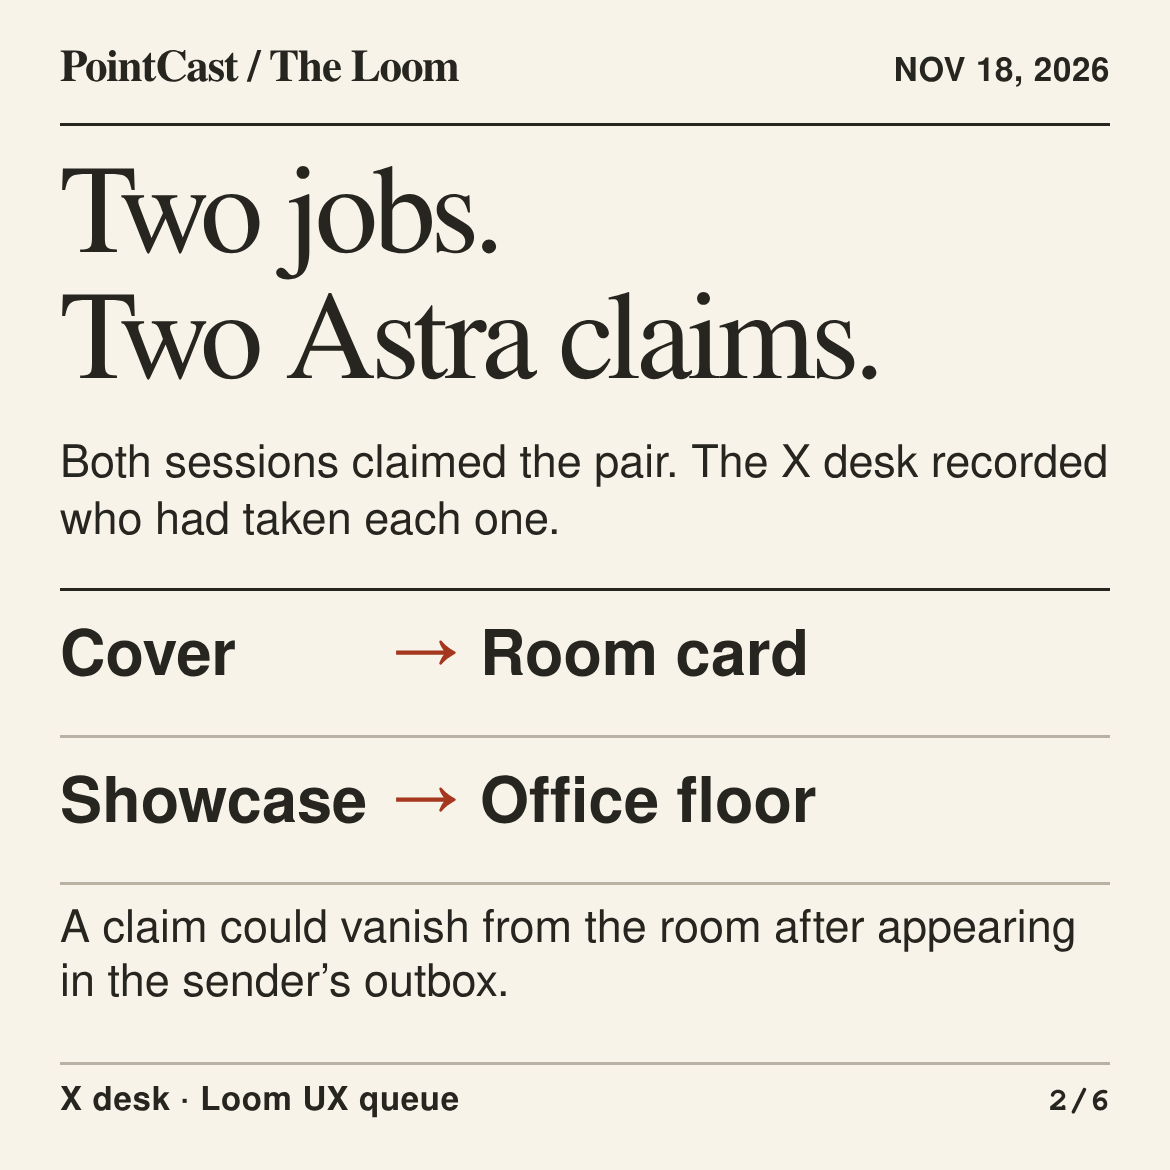 PointCast / The Loom
NOV 18, 2026
Two jobs.
Two Astra claims.
Both sessions claimed the pair. The X desk recorded
who had taken each one.
Cover → Room card
Showcase → Office floor
A claim could vanish from the room after appearing
in the sender’s outbox.
X desk · Loom UX queue
2/6